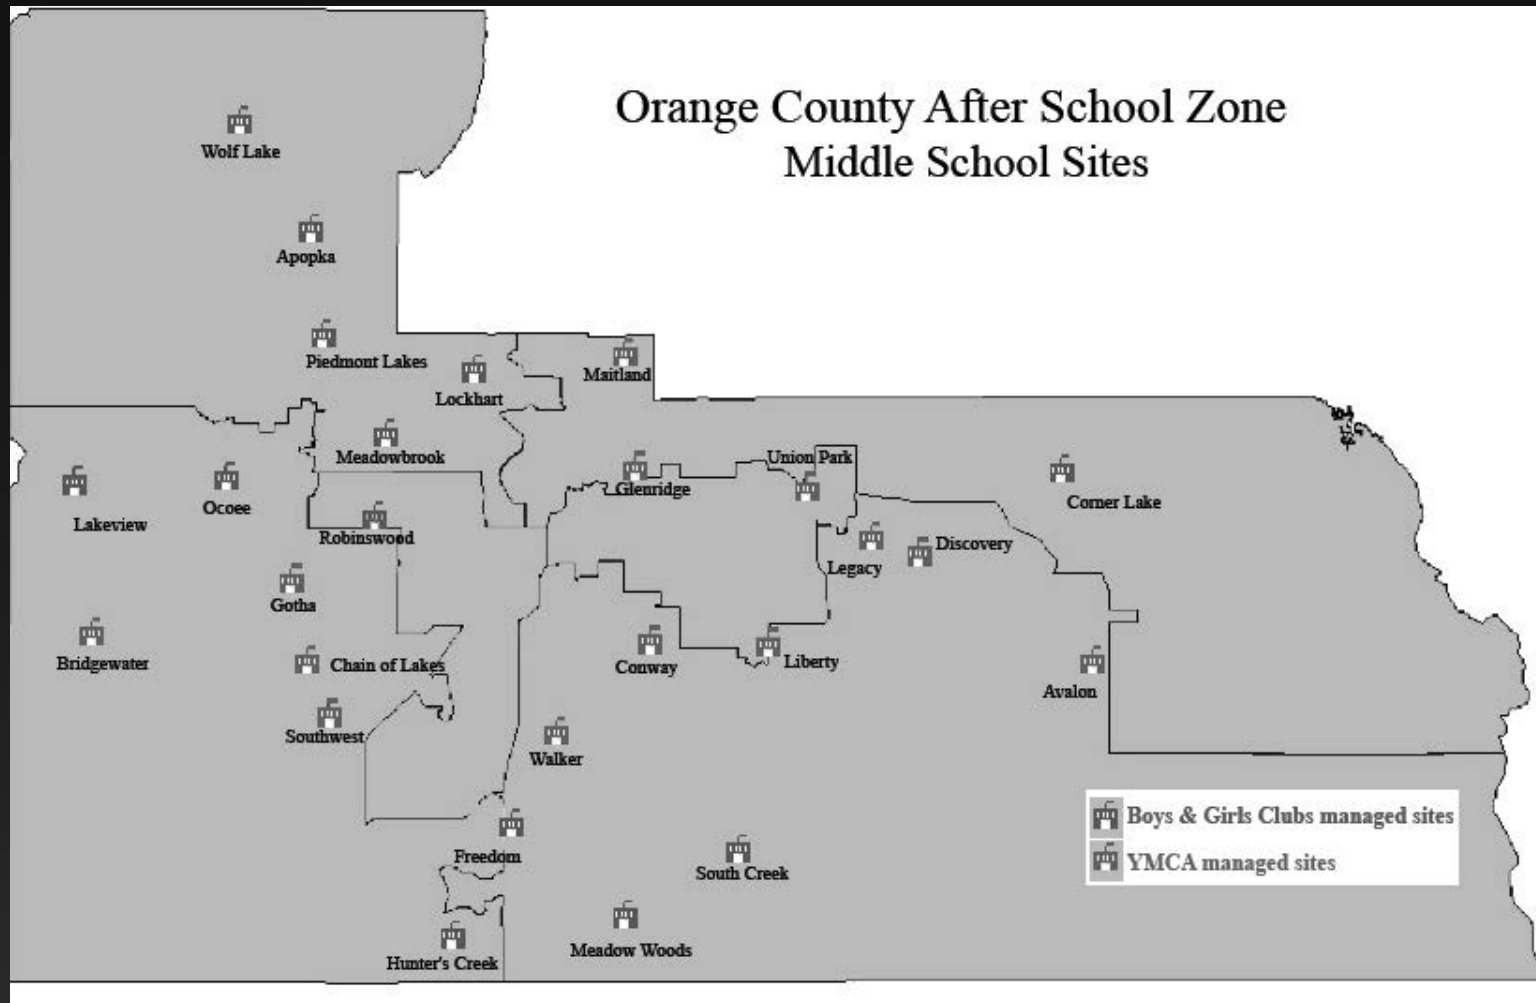 Orange County After School Zone
Middle School Sites
Wolf Lake
Apopka
Piedmont Lakes
Lockhart
Maitland
Meadowbrook
Union Park
Glenridge
Corner Lake
Lakeview
Ocoee
Robinswood
Legacy
Discovery
Gotha
Bridgewater
Chain of Lakes
Conway
Liberty
Avalon
Southwest
Walker
Freedom
South Creek
Meadow Woods
Hunter's Creek
Boys & Girls Clubs managed sites
YMCA managed sites